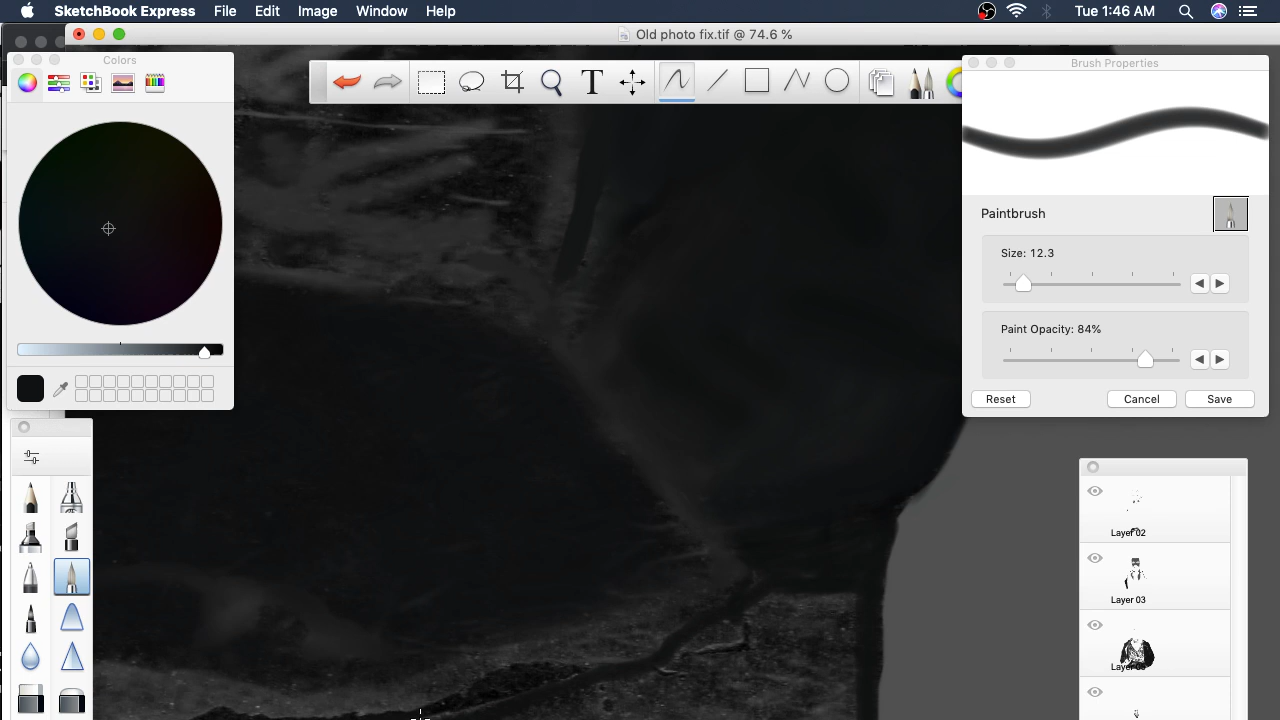 SketchBook Express File Edit Image Window Help Tue 1:46 AM
Old photo fix.tif @ 74.6 %
Colors
T
Brush Properties
Paintbrush
Size: 12.3
Paint Opacity: 84%
Reset Cancel Save
Layer 02
Layer 03